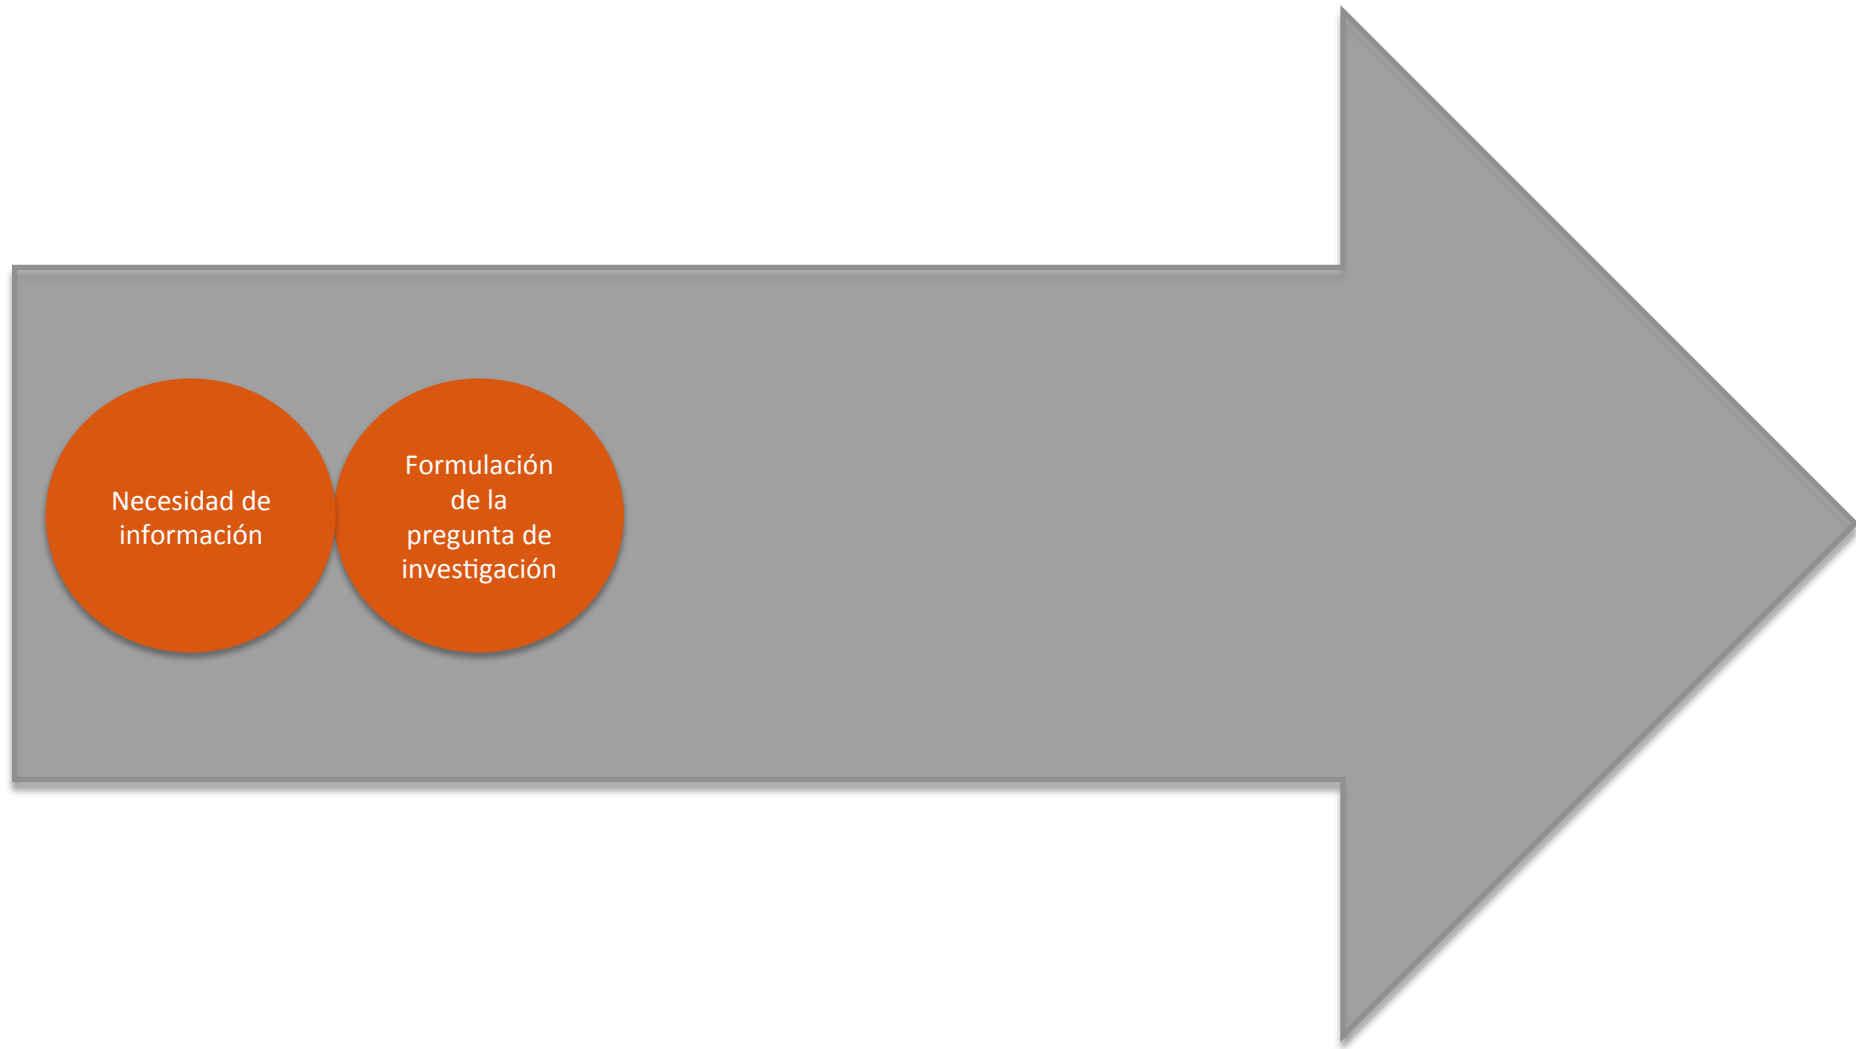 Necesidad de
información
Formulación
de la
pregunta de
investigación